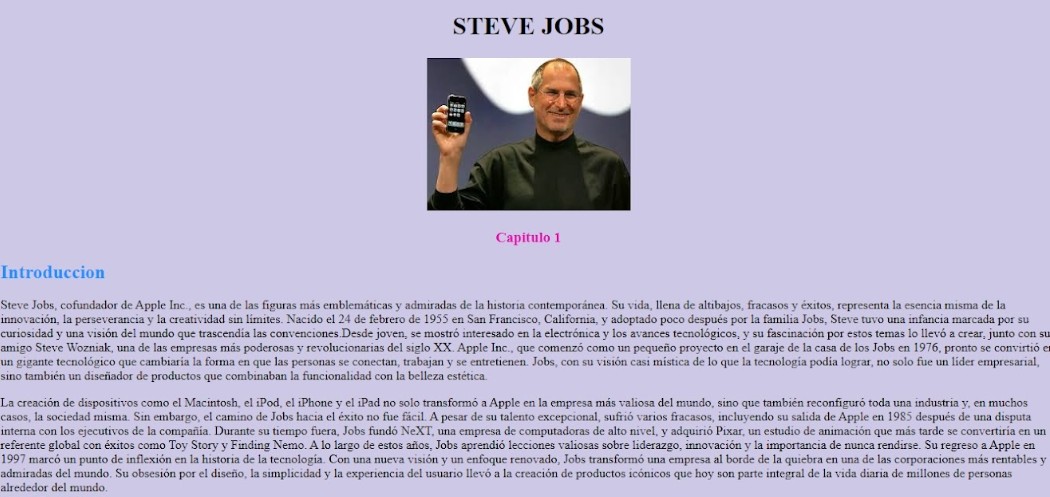 STEVE JOBS
Capitulo 1
Introduccion
Steve Jobs, cofundador de Apple Inc., es una de las figuras más emblemáticas y admiradas de la historia contemporánea. Su vida, llena de altibajos, fracasos y éxitos, representa la esencia misma de la
innovación, la perseverancia y la creatividad sin límites. Nacido el 24 de febrero de 1955 en San Francisco, California, y adoptado poco después por la familia Jobs, Steve tuvo una infancia marcada por su
curiosidad y una visión del mundo que trascendía las convenciones.Desde joven, se mostró interesado en la electrónica y los avances tecnológicos, y su fascinación por estos temas lo llevó a crear, junto con su
amigo Steve Wozniak, una de las empresas más poderosas y revolucionarias del siglo XX. Apple Inc., que comenzó como un pequeño proyecto en el garaje de la casa de los Jobs en 1976, pronto se convirtió en
un gigante tecnológico que cambiaría la forma en que las personas se conectan, trabajan y se entretienen. Jobs, con su visión casi mística de lo que la tecnología podía lograr, no solo fue un líder empresarial,
sino también un diseñador de productos que combinaban la funcionalidad con la belleza estética.
La creación de dispositivos como el Macintosh, el iPod, el iPhone y el iPad no solo transformó a Apple en la empresa más valiosa del mundo, sino que también reconfiguró toda una industria y, en muchos
casos, la sociedad misma. Sin embargo, el camino de Jobs hacia el éxito no fue fácil. A pesar de su talento excepcional, sufrió varios fracasos, incluyendo su salida de Apple en 1985 después de una disputa
interna con los ejecutivos de la compañía. Durante su tiempo fuera, Jobs fundó NeXT, una empresa de computadoras de alto nivel, y adquirió Pixar, un estudio de animación que más tarde se convertiría en un
referente global con éxitos como Toy Story y Finding Nemo. A lo largo de estos años, Jobs aprendió lecciones valiosas sobre liderazgo, innovación y la importancia de nunca rendirse. Su regreso a Apple en
1997 marcó un punto de inflexión en la historia de la tecnología. Con una nueva visión y un enfoque renovado, Jobs transformó una empresa al borde de la quiebra en una de las corporaciones más rentables y
admiradas del mundo. Su obsesión por el diseño, la simplicidad y la experiencia del usuario llevó a la creación de productos icónicos que hoy son parte integral de la vida diaria de millones de personas
alrededor del mundo.